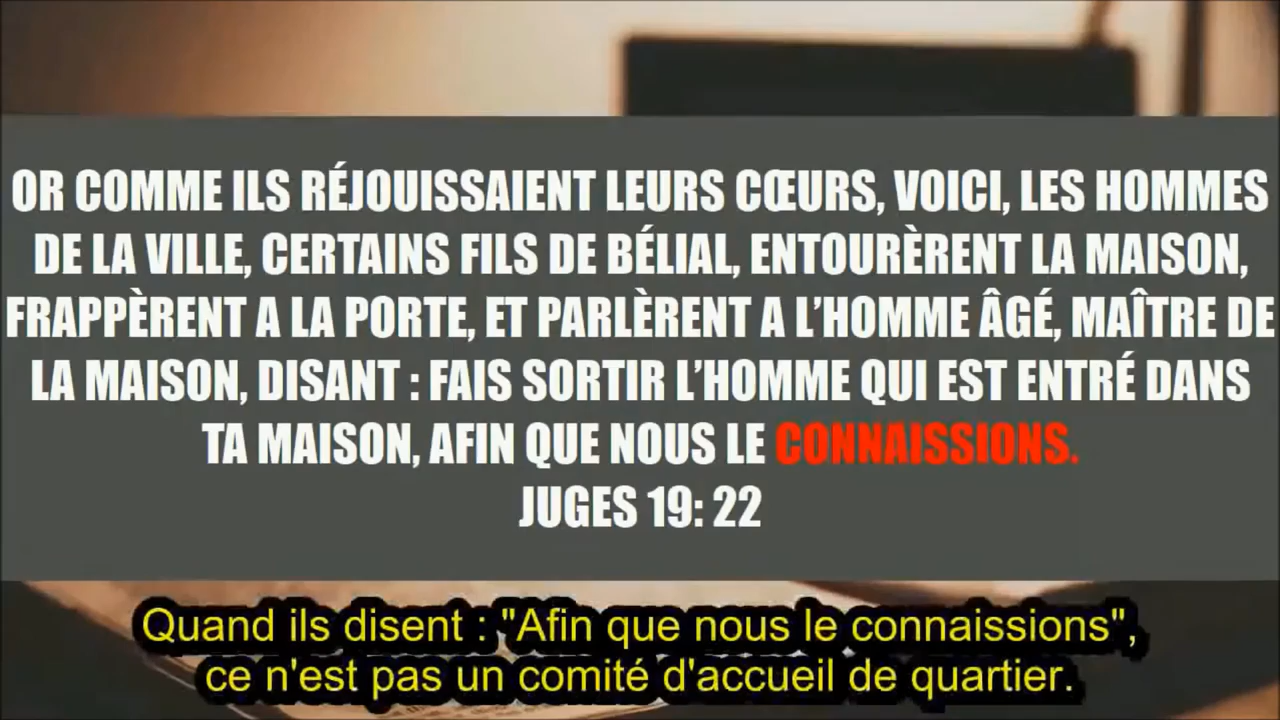 OR COMME ILS RÉJOUISSAIENT LEURS CŒURS, VOICI, LES HOMMES
DE LA VILLE, CERTAINS FILS DE BÉLIAL, ENTOURÈRENT LA MAISON,
FRAPPÈRENT A LA PORTE, ET PARLÈRENT A L'HOMME ÂGÉ, MAÎTRE DE
LA MAISON, DISANT : FAIS SORTIR L'HOMME QUI EST ENTRÉ DANS
TA MAISON, AFIN QUE NOUS LE CONNAISSIONS.
JUGES 19: 22
Quand ils disent : "Afin que nous le connaissions",
ce n'est pas un comité d'accueil de quartier.